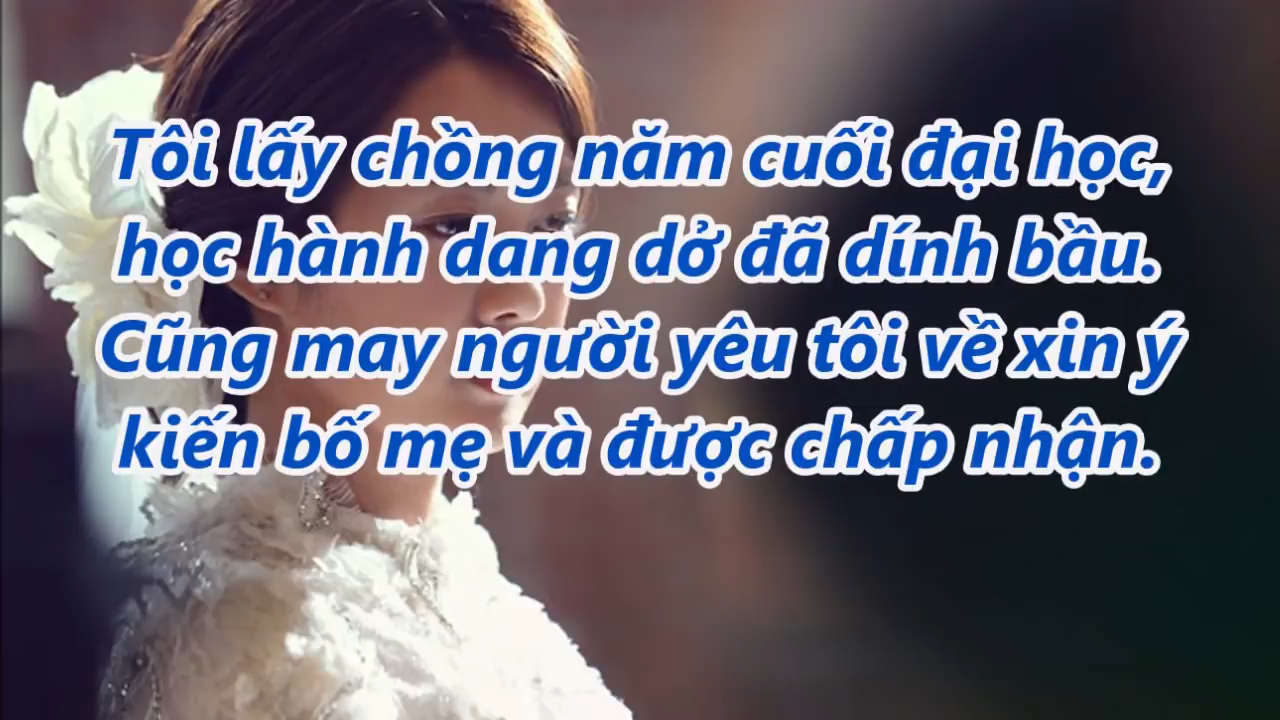 Tôi lấy chồng năm cuối đại học,
học hành dang dở đã dính bầu.
Cũng may người yêu tôi về xin ý
kiến bố mẹ và được chấp nhận.